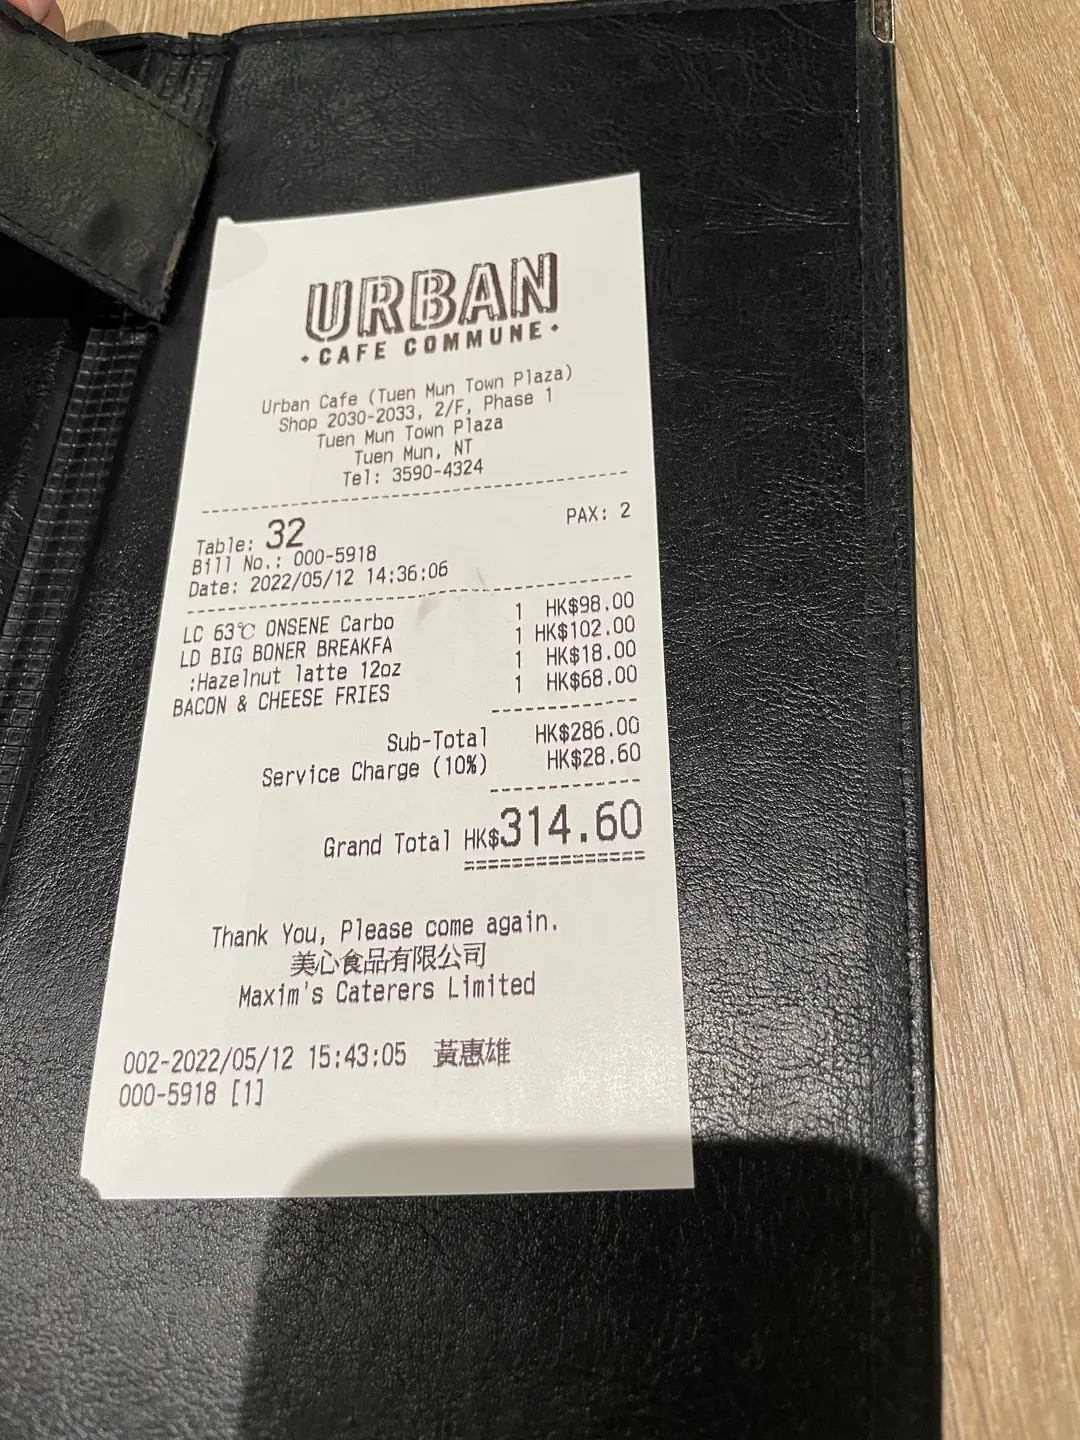 URBAN
• CAFE COMMUNE •
Urban Cafe (Tuen Mun Town Plaza)
Shop 2030-2033, 2/F, Phase 1
Tuen Mun Town Plaza
Tuen Mun, NT
Tel: 3590-4324
Table: 32 PAX: 2
Bill No.: 000-5918
Date: 2022/05/12 14:36:06
LC 63℃ ONSENE Carbo 1 HK$98.00
LD BIG BONER BREAKFA 1 HK$102.00
:Hazelnut latte 12oz 1 HK$18.00
BACON & CHEESE FRIES 1 HK$68.00
Sub-Total HK$286.00
Service Charge (10%) HK$28.60
Grand Total HK$314.60
Thank You, Please come again.
美心食品有限公司
Maxim's Caterers Limited
002-2022/05/12 15:43:05 黃惠雄
000-5918 [1]